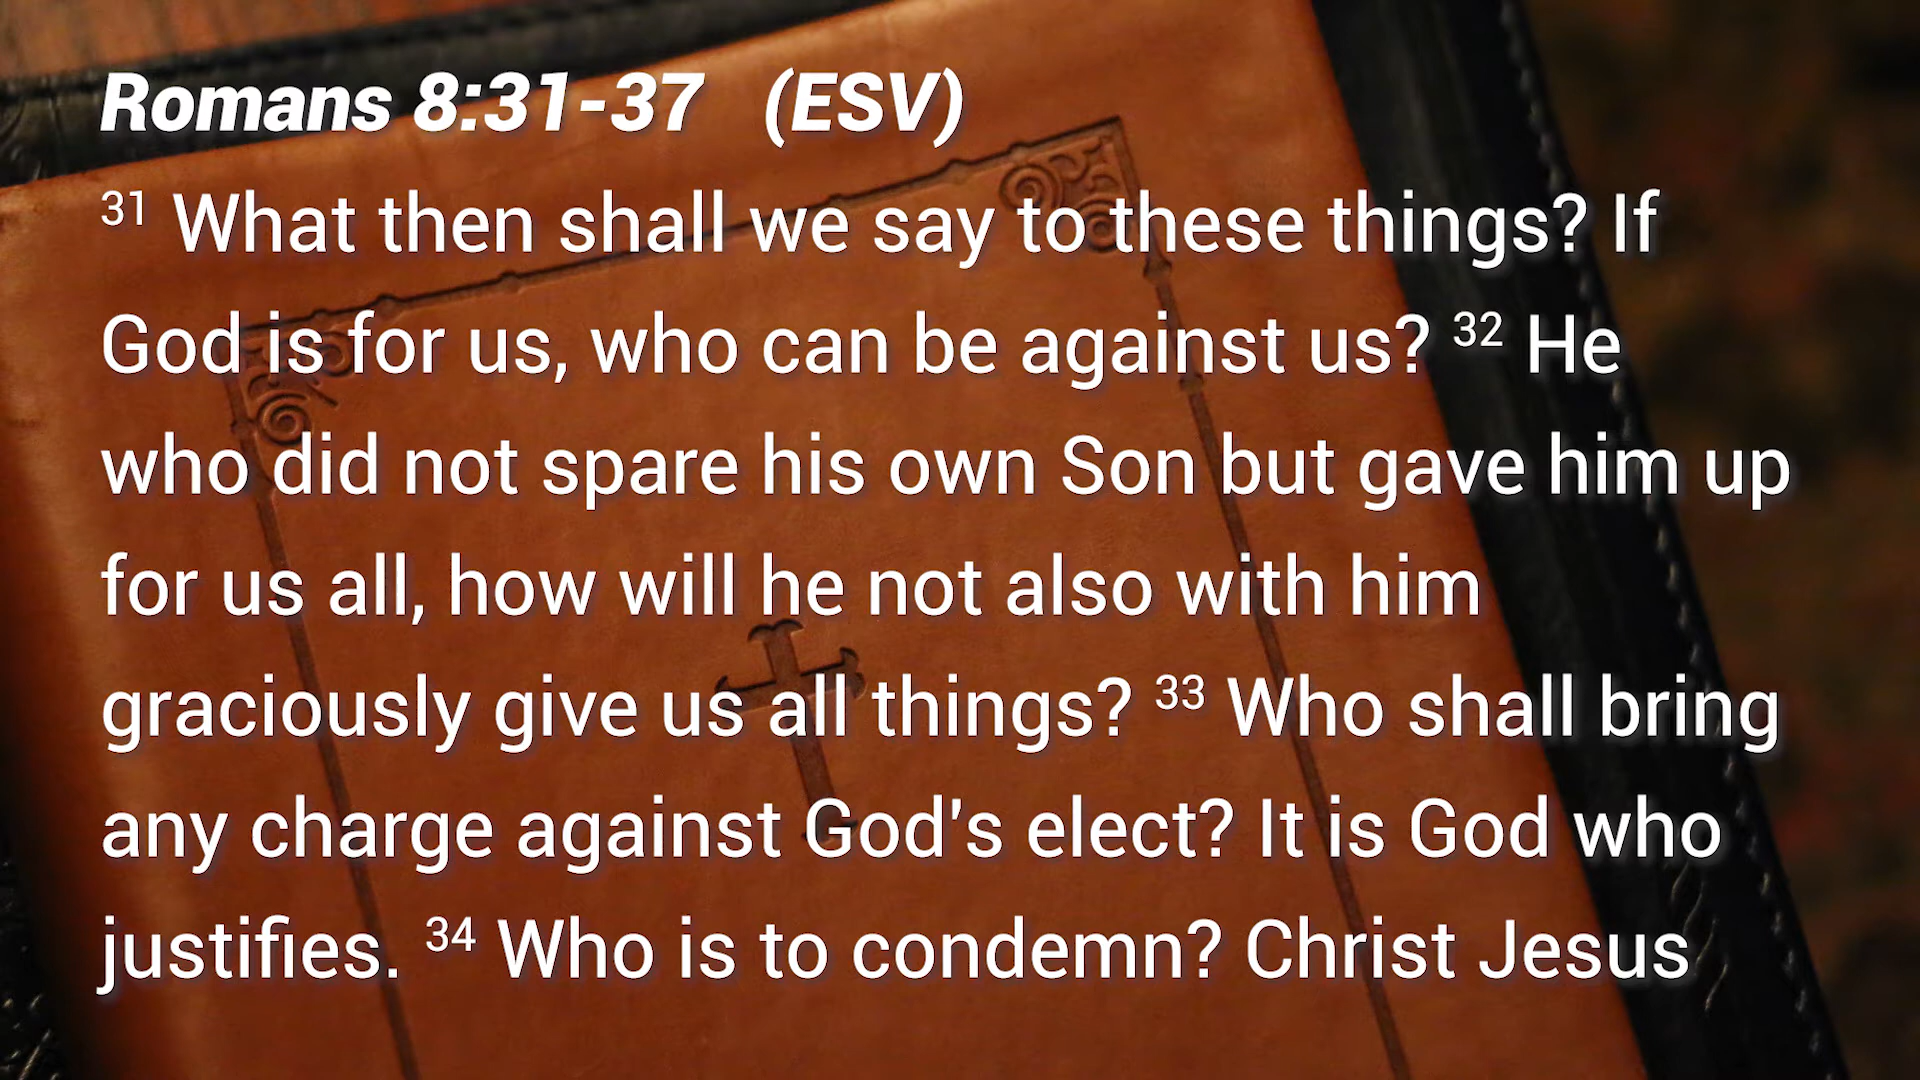 Romans 8:31-37 (ESV)
31 What then shall we say to these things? If
God is for us, who can be against us? 32 He
who did not spare his own Son but gave him up
for us all, how will he not also with him
graciously give us all things? 33 Who shall bring
any charge against God's elect? It is God who
justifies. 34 Who is to condemn? Christ Jesus